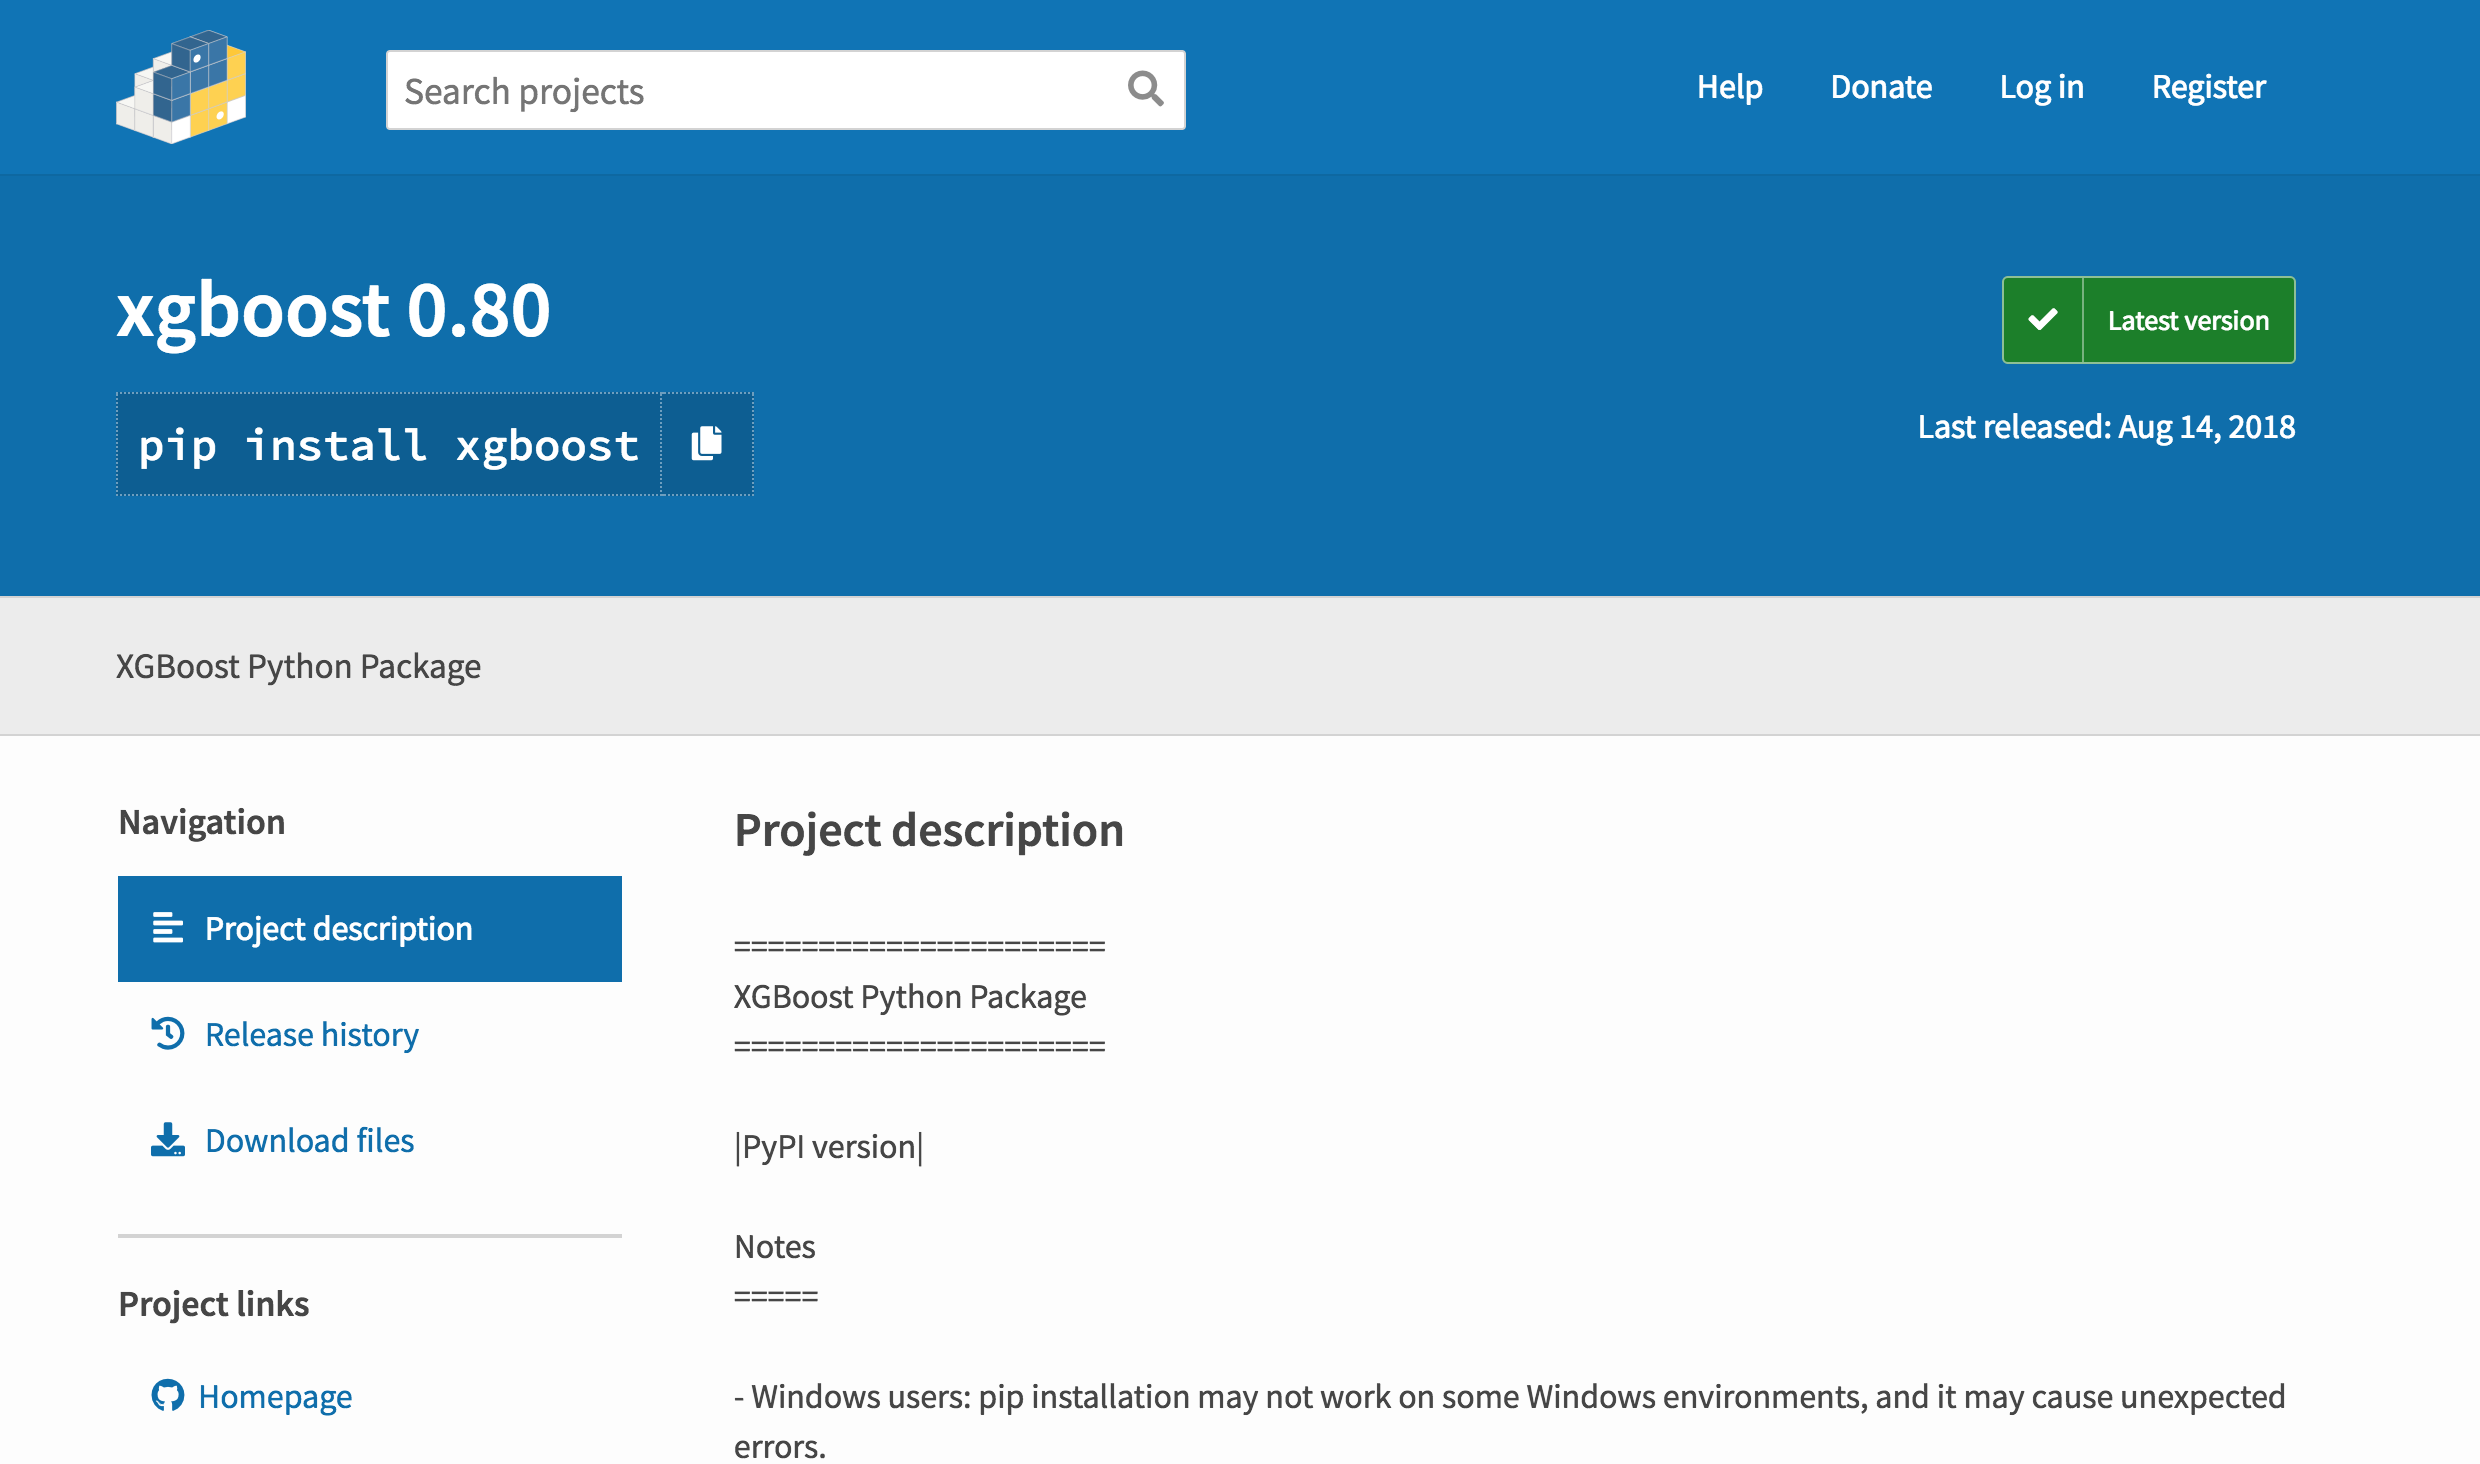 Search projects
Help
Donate
Log in
Register
xgboost 0.80
Latest version
pip install xgboost
Last released: Aug 14, 2018
XGBoost Python Package
Navigation
Project description
Release history
Download files
Project links
Homepage
Project description
======================
XGBoost Python Package
======================
|PyPI version|
Notes
=====
- Windows users: pip installation may not work on some Windows environments, and it may cause unexpected
errors.